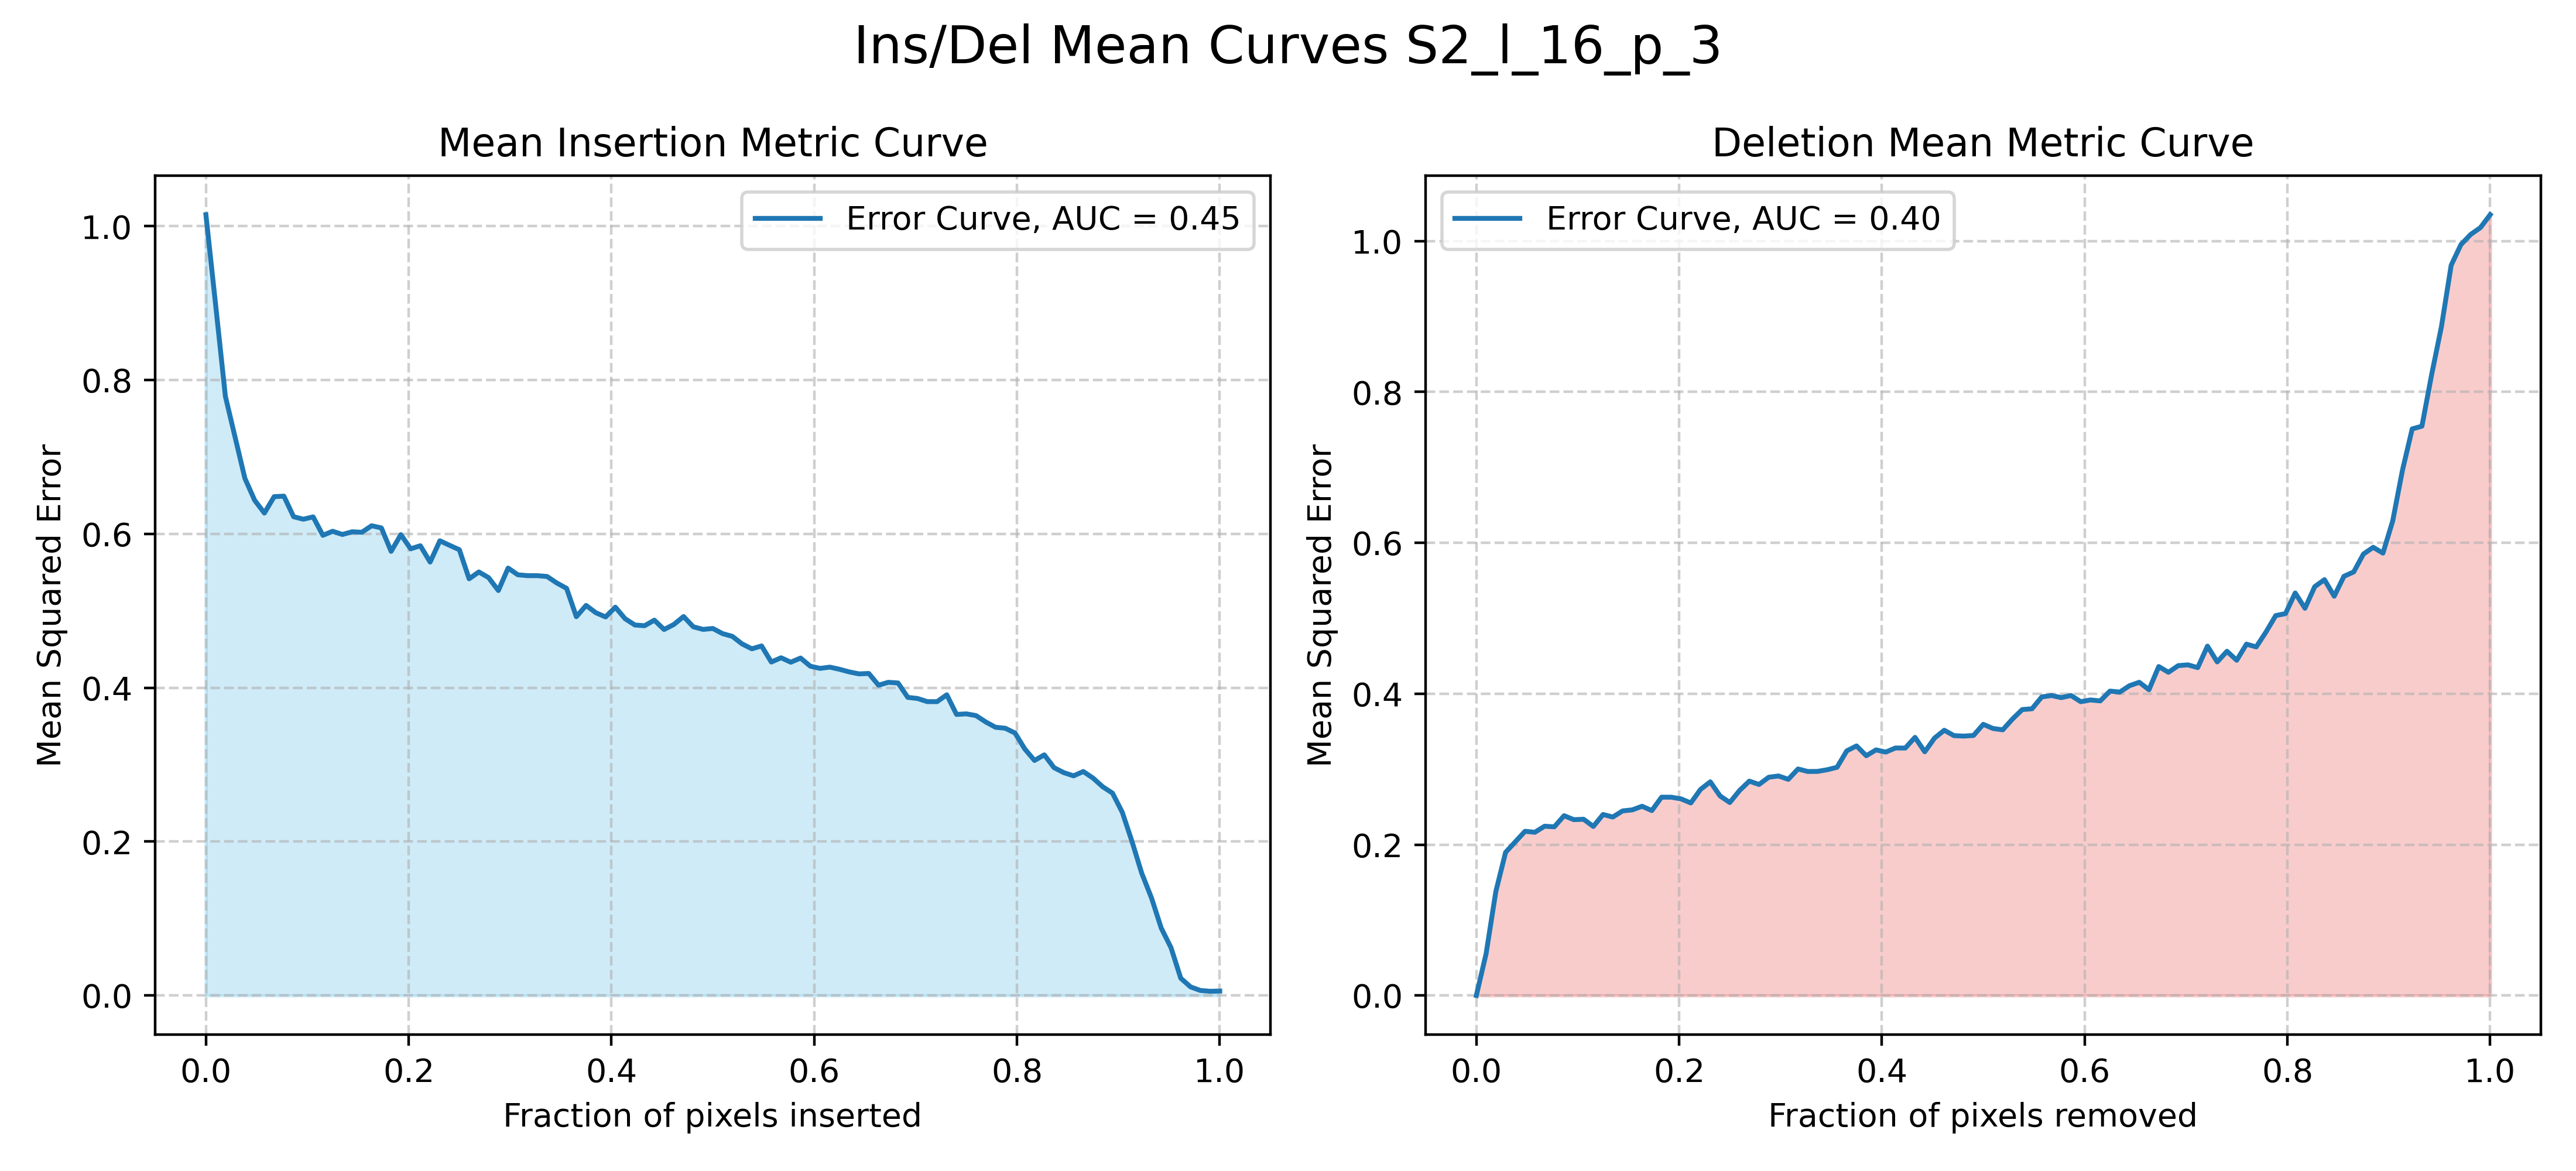 Ins/Del Mean Curves S2_l_16_p_3
Mean Insertion Metric Curve
Error Curve, AUC = 0.45
Mean Squared Error
1.0
0.8
0.6
0.4
0.2
0.0
0.0 0.2 0.4 0.6 0.8 1.0
Fraction of pixels inserted
Deletion Mean Metric Curve
Error Curve, AUC = 0.40
Mean Squared Error
1.0
0.8
0.6
0.4
0.2
0.0
0.0 0.2 0.4 0.6 0.8 1.0
Fraction of pixels removed